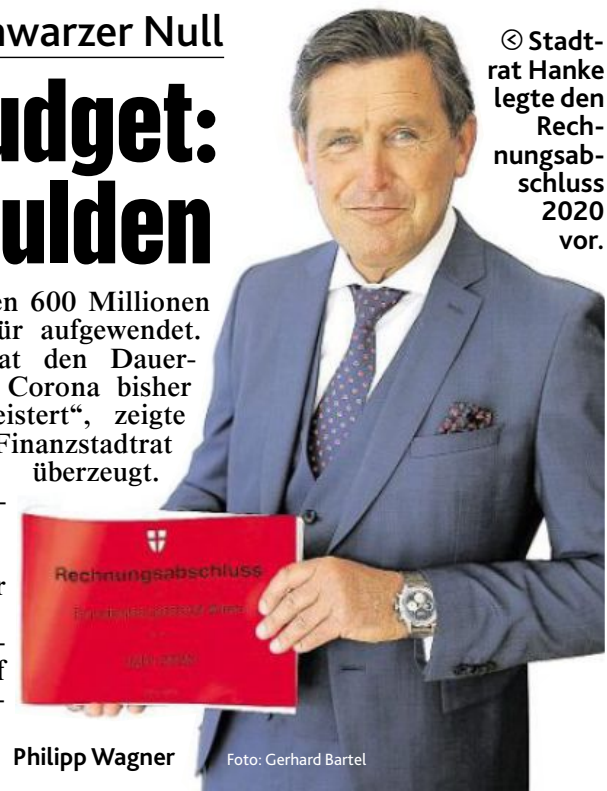 warzer Null
udget:
ulden
en 600 Millionen
ür aufgewendet.
at den Dauer-
Corona bisher
eistert“, zeigte
Finanzstadtrat
überzeugt.
r
f
Philipp Wagner
Stadt-
rat Hanke
legte den
Rech-
nungsab-
schluss
2020
vor.
Rechnungsabschluss
Foto: Gerhard Bartel